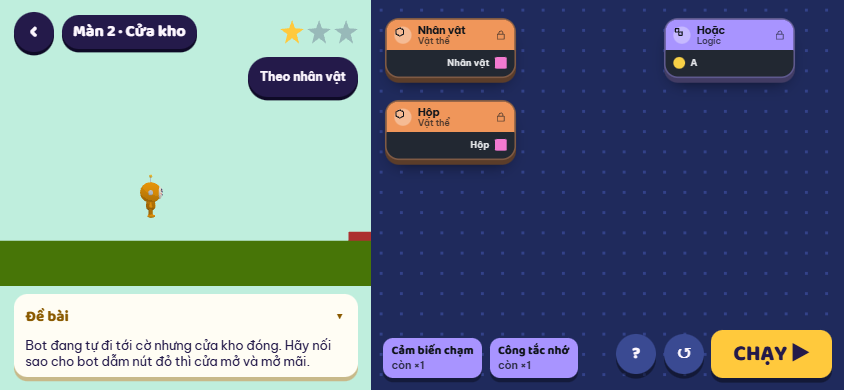 Màn 2 · Cửa kho
Theo nhân vật
Đề bài
Bot đang tự đi tới cờ nhưng cửa kho đóng. Hãy nối
sao cho bot dẫm nút đỏ thì cửa mở và mở mãi.
Nhân vật
Vật thể
Nhân vật
Hộp
Vật thể
Hộp
Hoặc
Logic
A
Cảm biến chạm
còn ×1
Công tắc nhớ
còn ×1
?
CHẠY